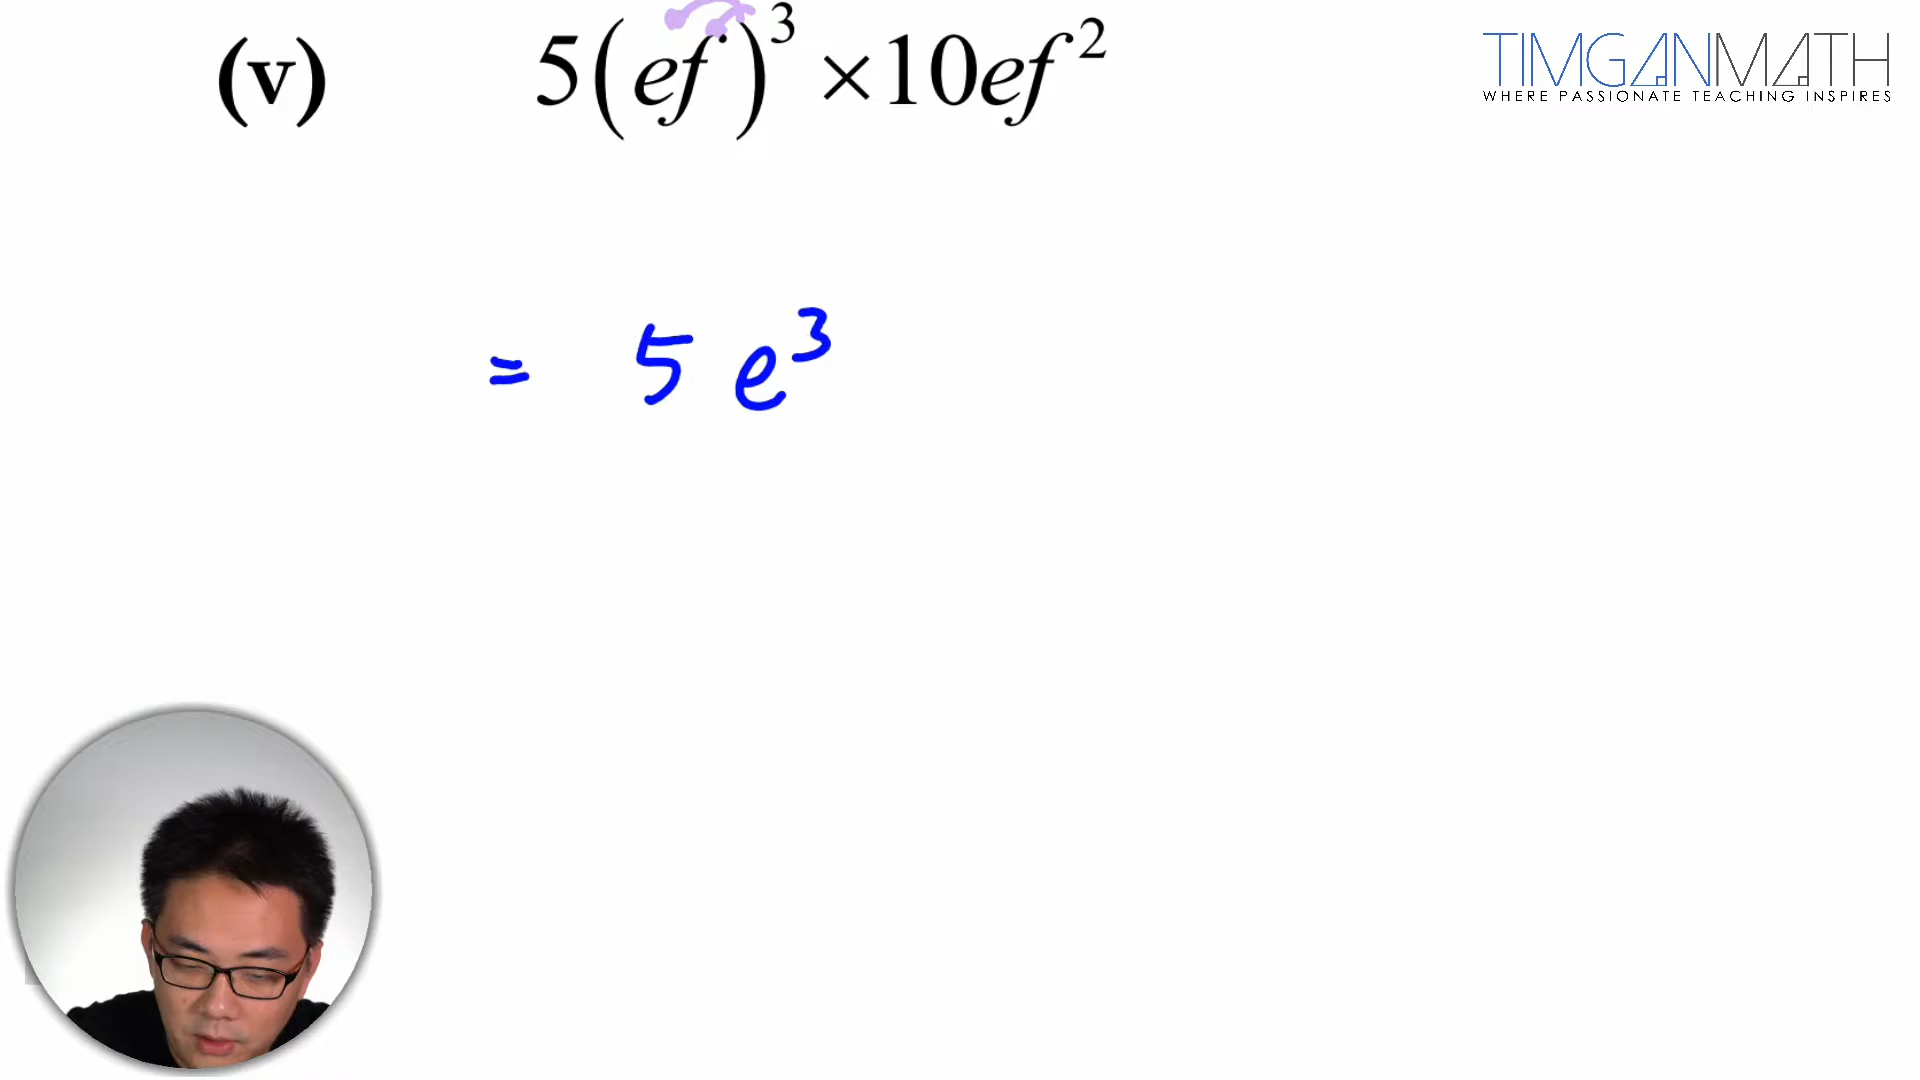 (v) 5(ef)³ ×10ef²
TIMGANMATH
WHERE PASSIONATE TEACHING INSPIRES
= 5 e³